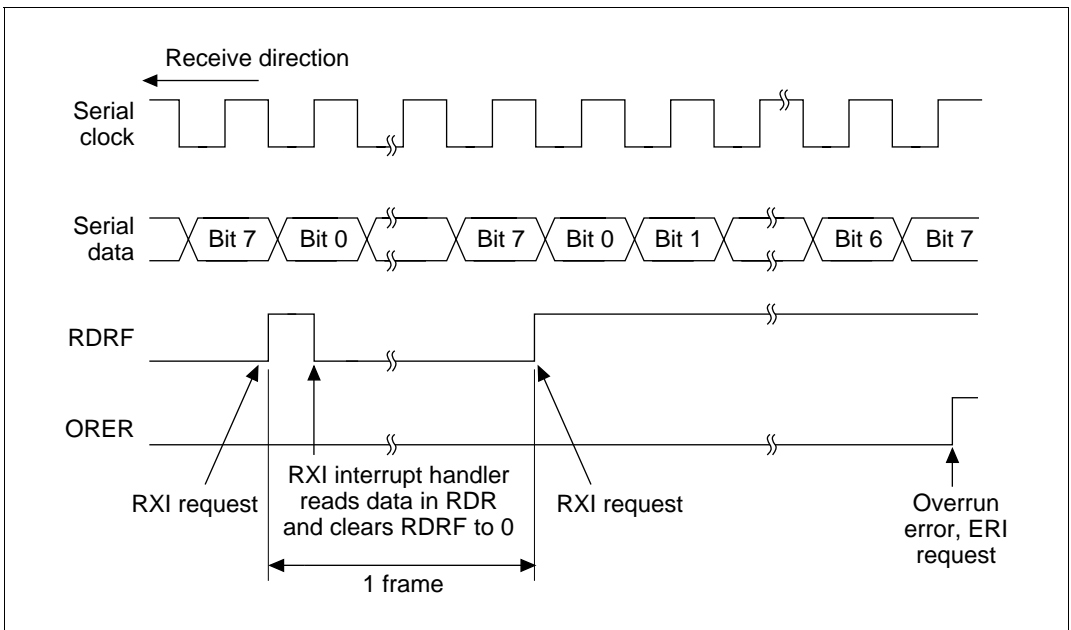 Receive direction
Serial
clock
Serial
data
Bit 7 Bit 0 Bit 7 Bit 0 Bit 1 Bit 6 Bit 7
RDRF
ORER
RXI request
RXI interrupt handler
reads data in RDR
and clears RDRF to 0
RXI request
Overrun
error, ERI
request
1 frame